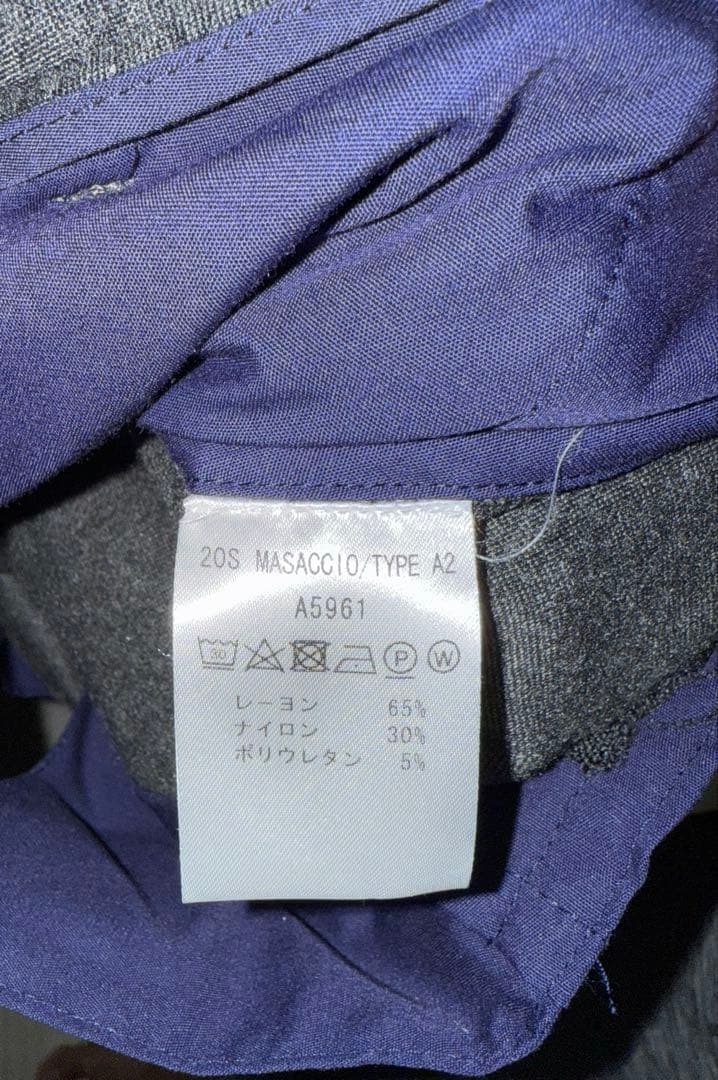 20S MASACCIO/TYPE A2
A5961
30 P W
レーヨン 65%
ナイロン 30%
ポリウレタン 5%